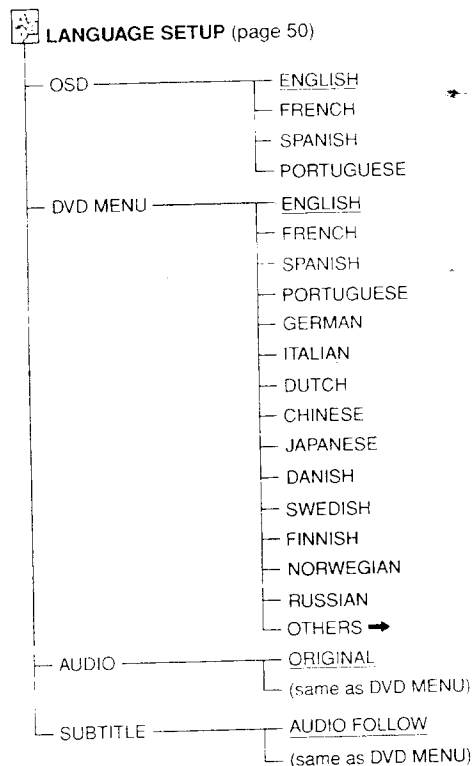 LANGUAGE SETUP (page 50)
OSD
ENGLISH
FRENCH
SPANISH
PORTUGUESE
DVD MENU
ENGLISH
FRENCH
SPANISH
PORTUGUESE
GERMAN
ITALIAN
DUTCH
CHINESE
JAPANESE
DANISH
SWEDISH
FINNISH
NORWEGIAN
RUSSIAN
OTHERS ➡
AUDIO
ORIGINAL
(same as DVD MENU)
SUBTITLE
AUDIO FOLLOW
(same as DVD MENU)